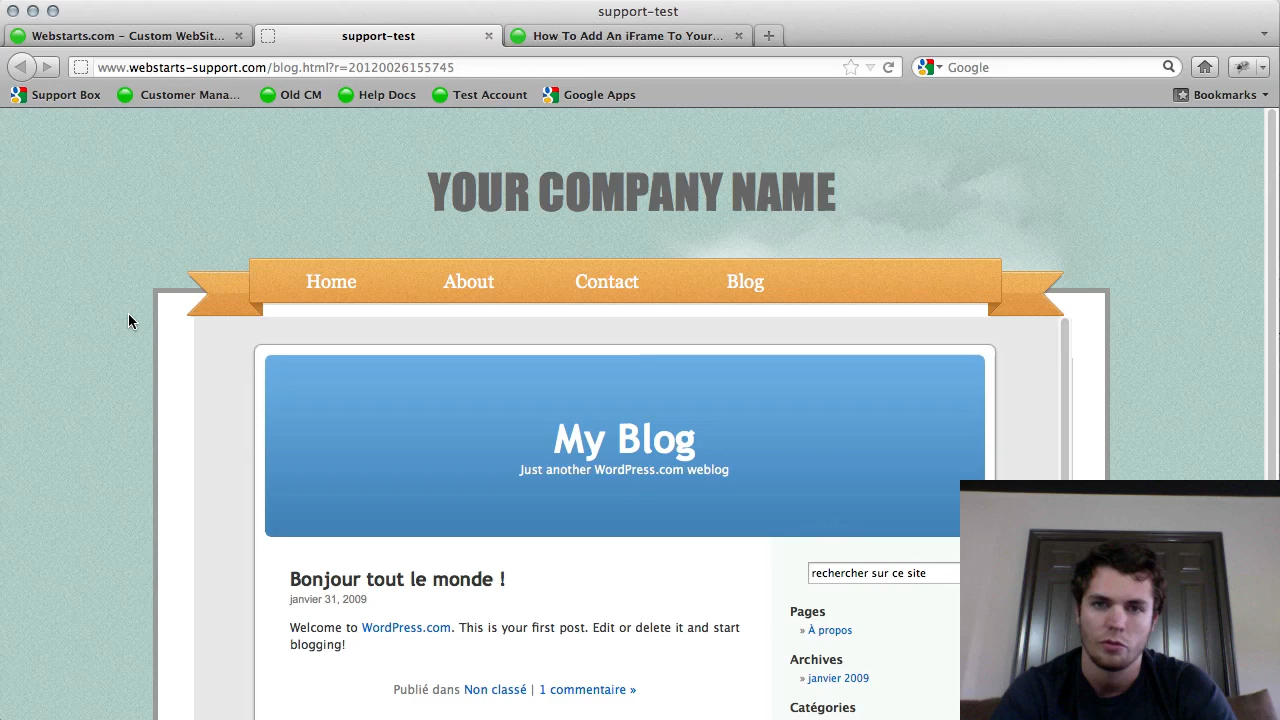 support-test
Webstarts.com – Custom WebSit...
support-test
How To Add An iFrame To Your...
www.webstarts-support.com/blog.html?r=20120026155745
Google
Support Box
Customer Mana...
Old CM
Help Docs
Test Account
Google Apps
Bookmarks
YOUR COMPANY NAME
Home
About
Contact
Blog
My Blog
Just another WordPress.com weblog
Bonjour tout le monde !
janvier 31, 2009
Welcome to WordPress.com. This is your first post. Edit or delete it and start
blogging!
Publié dans Non classé | 1 commentaire »
rechercher sur ce site
Pages
» À propos
Archives
» janvier 2009
Catégories